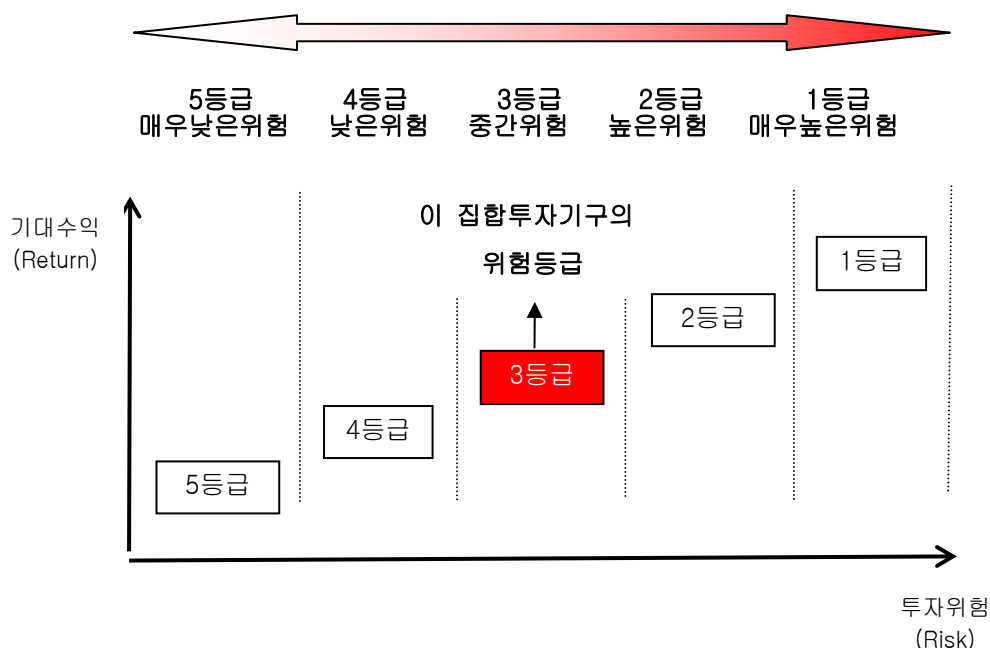 5등급 4등급 3등급 2등급 1등급
매우낮은위험 낮은위험 중간위험 높은위험 매우높은위험
기대수익
(Return)
이 집합투자기구의
위험등급
1등급
2등급
3등급
4등급
5등급
투자위험
(Risk)